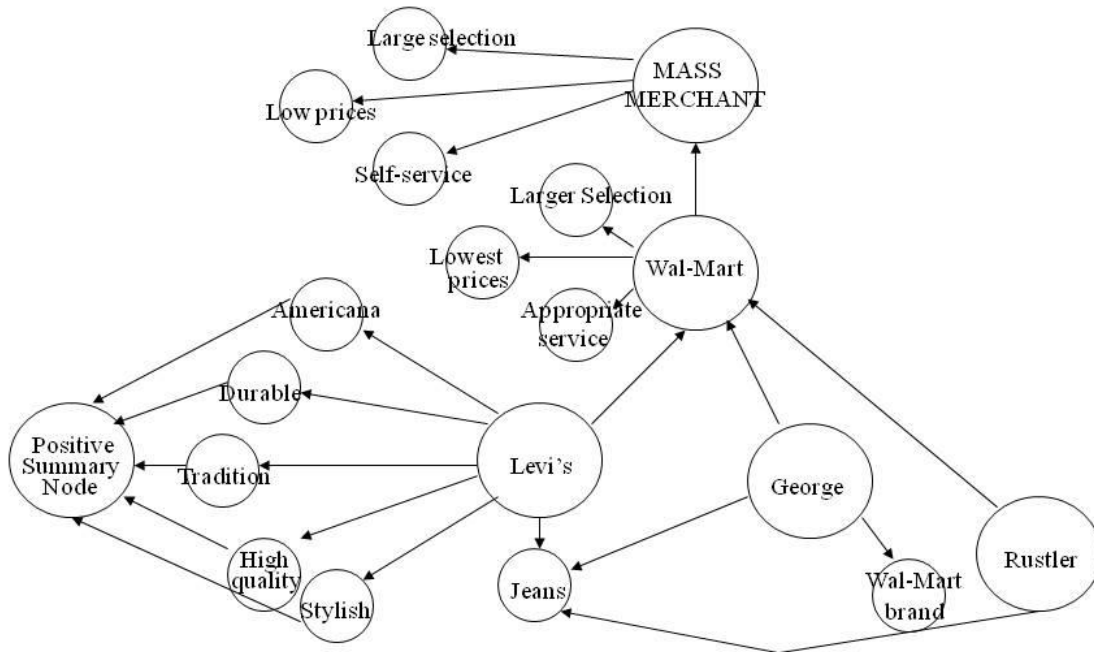 Large selection
MASS
MERCHANT
Low prices
Self-service
Larger Selection
Lowest
prices
Wal-Mart
Appropriate
service
Americana
Durable
Positive
Summary
Node
Tradition
Levi's
George
High
quality
Stylish
Jeans
Wal-Mart
brand
Rustler